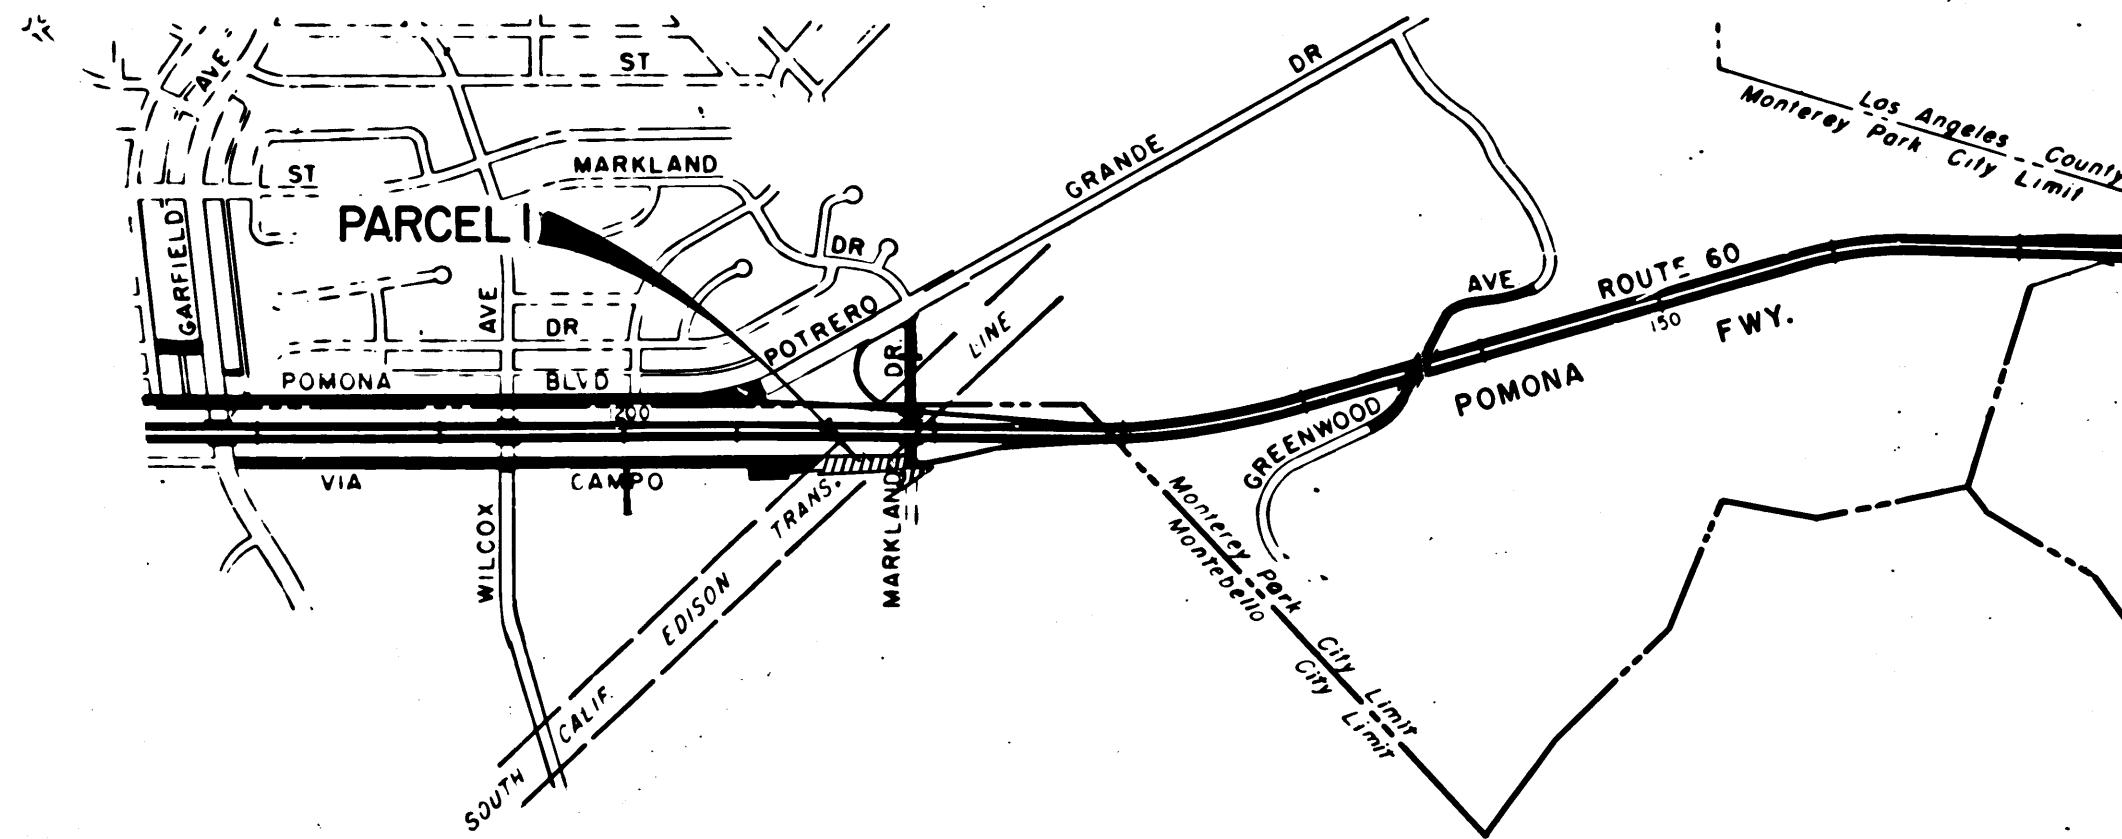 AVE
ST
DR
ST
MARKLAND
GRANDE
Los Angeles County
Monterey Park City Limit
PARCEL 1
GARFIELD
DR
AVE
DR
POTRERO
LINE
DR.
AVE
ROUTE 60
150
FWY.
POMONA
BLVD
200
POMONA
GREENWOOD
VIA
CAMPO
TRANS.
MARKLAND
WILCOX
EDISON
CALIF.
SOUTH
Monterey Park City Limit
Montebello City Limit